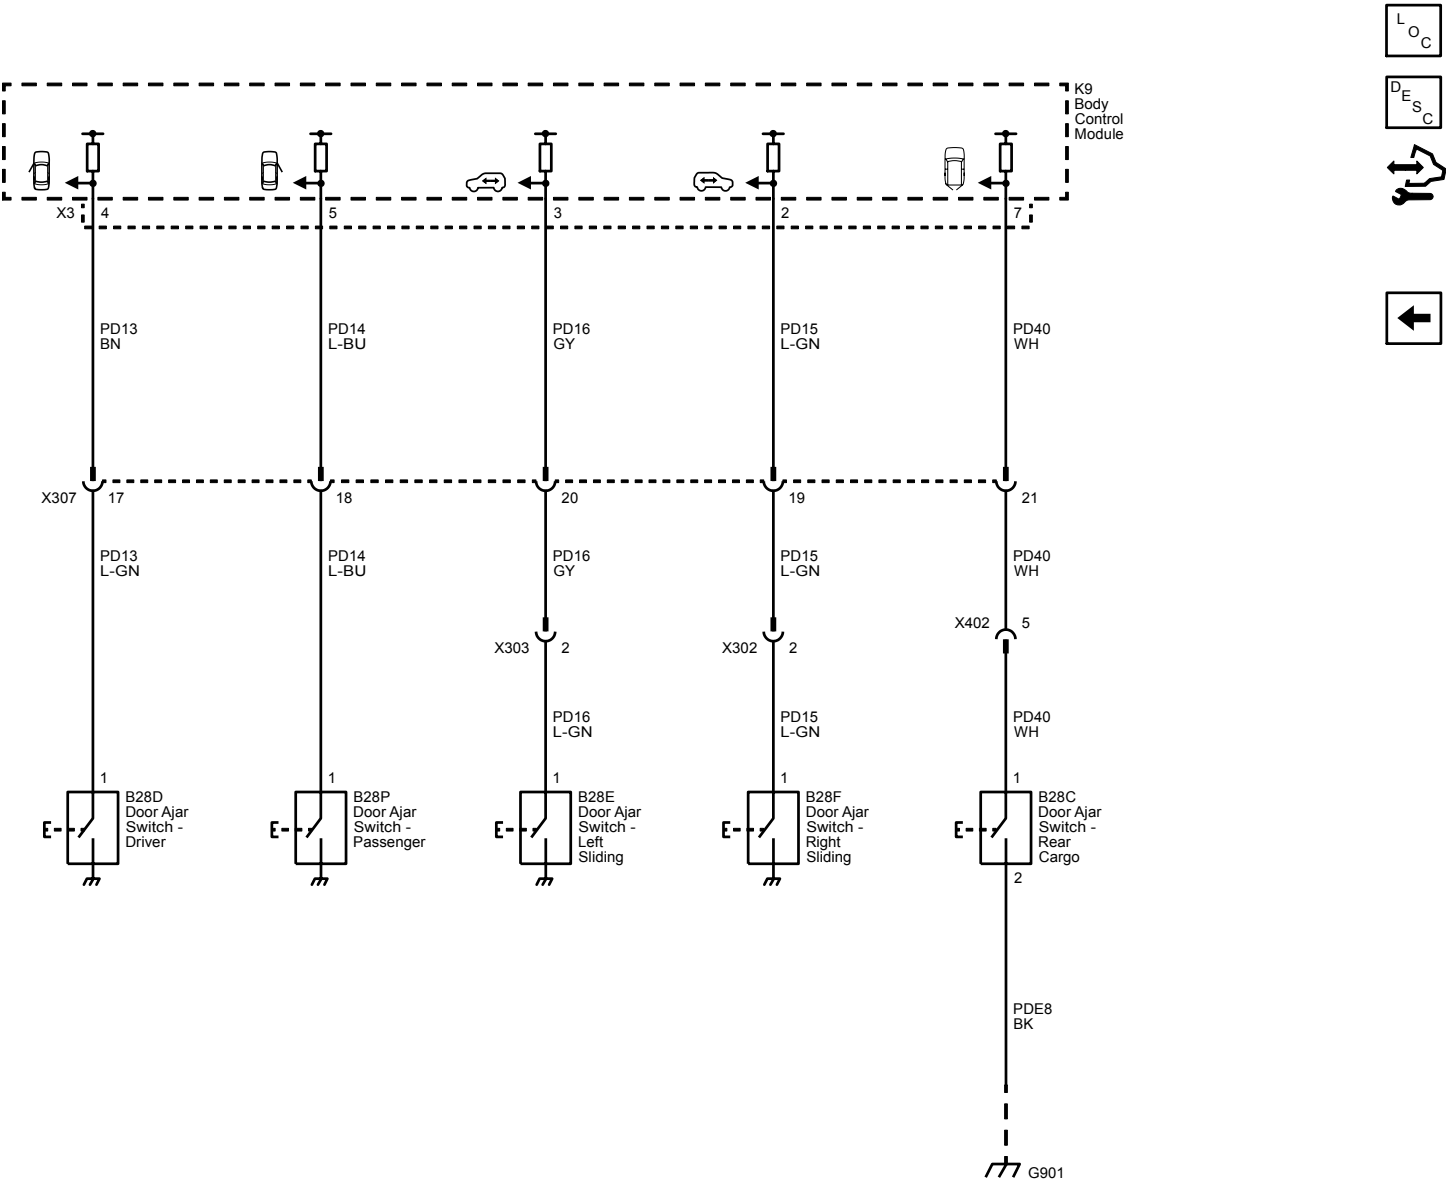 L
O
C
D
E
S
C
K9
Body
Control
Module
X3 4 5 3 2 7
PD13
BN
PD14
L-BU
PD16
GY
PD15
L-GN
PD40
WH
X307 17 18 20 19 21
PD13
L-GN
PD14
L-BU
PD16
GY
PD15
L-GN
PD40
WH
X402 5
X303 2
X302 2
PD16
L-GN
PD15
L-GN
PD40
WH
1 1 1 1 1
B28D
Door Ajar
Switch -
Driver
B28P
Door Ajar
Switch -
Passenger
B28E
Door Ajar
Switch -
Left
Sliding
B28F
Door Ajar
Switch -
Right
Sliding
B28C
Door Ajar
Switch -
Rear
Cargo
2
PDE8
BK
G901